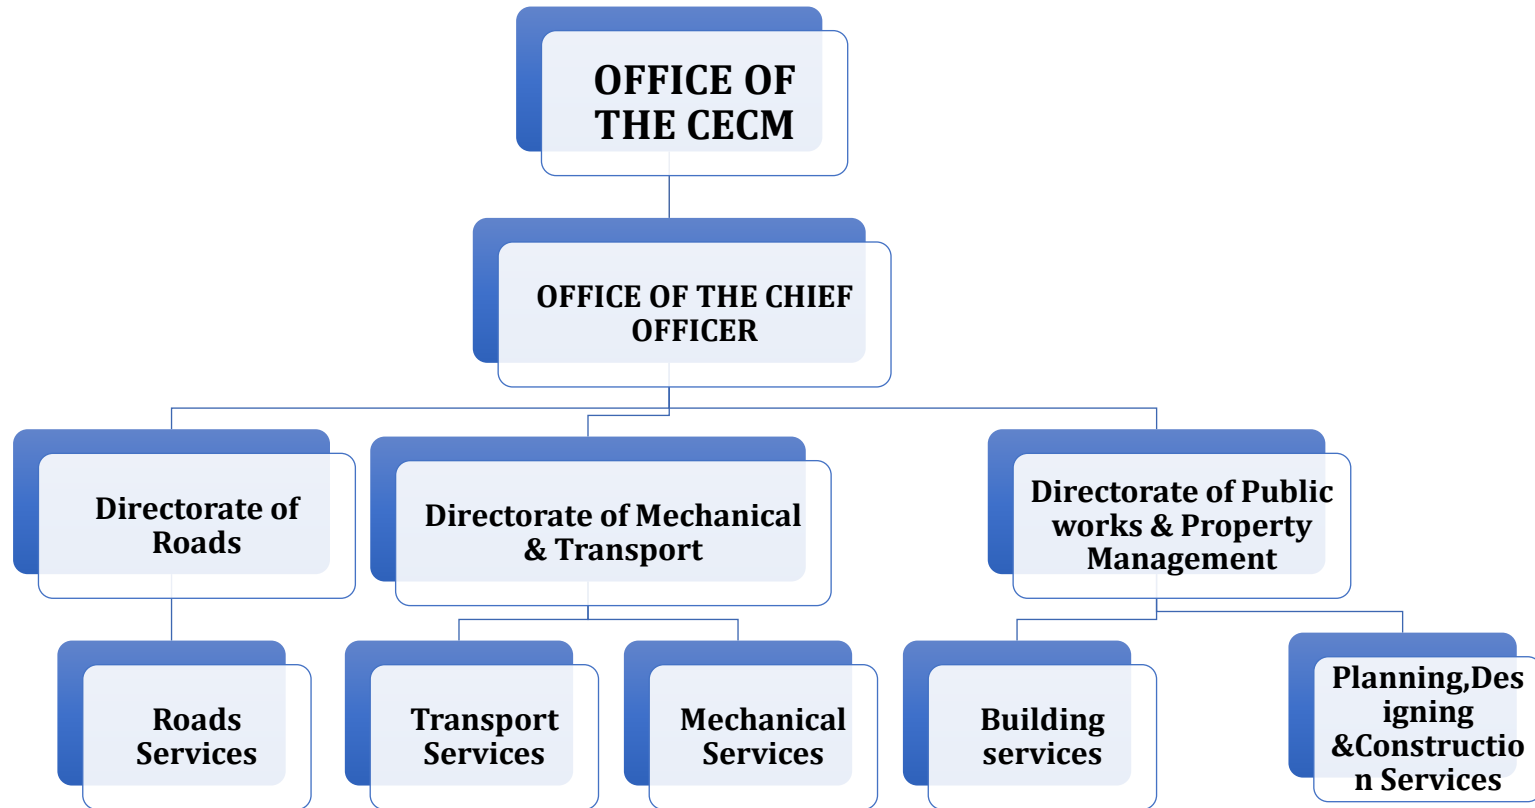 OFFICE OF
THE CECM
OFFICE OF THE CHIEF
OFFICER
Directorate of
Roads
Directorate of Mechanical
& Transport
Directorate of Public
works & Property
Management
Roads
Services
Transport
Services
Mechanical
Services
Building
services
Planning,Des
igning
&Constructio
n Services